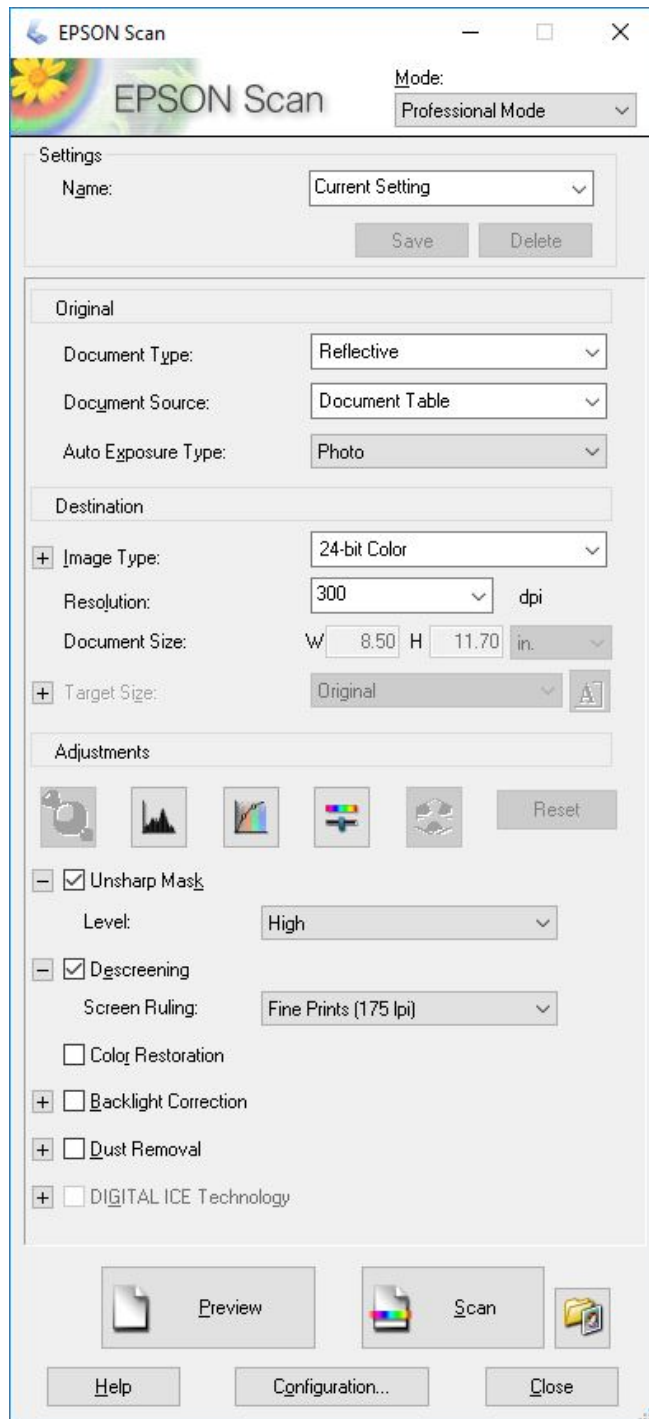 EPSON Scan
EPSON Scan
Mode:
Professional Mode
Settings
Name: Current Setting
Save Delete
Original
Document Type: Reflective
Document Source: Document Table
Auto Exposure Type: Photo
Destination
Image Type: 24-bit Color
Resolution: 300 dpi
Document Size: W 8.50 H 11.70 in.
Target Size: Original A
Adjustments
Reset
Unsharp Mask
Level: High
Descreening
Screen Ruling: Fine Prints (175 lpi)
Color Restoration
Backlight Correction
Dust Removal
DIGITAL ICE Technology
Preview Scan
Help Configuration... Close